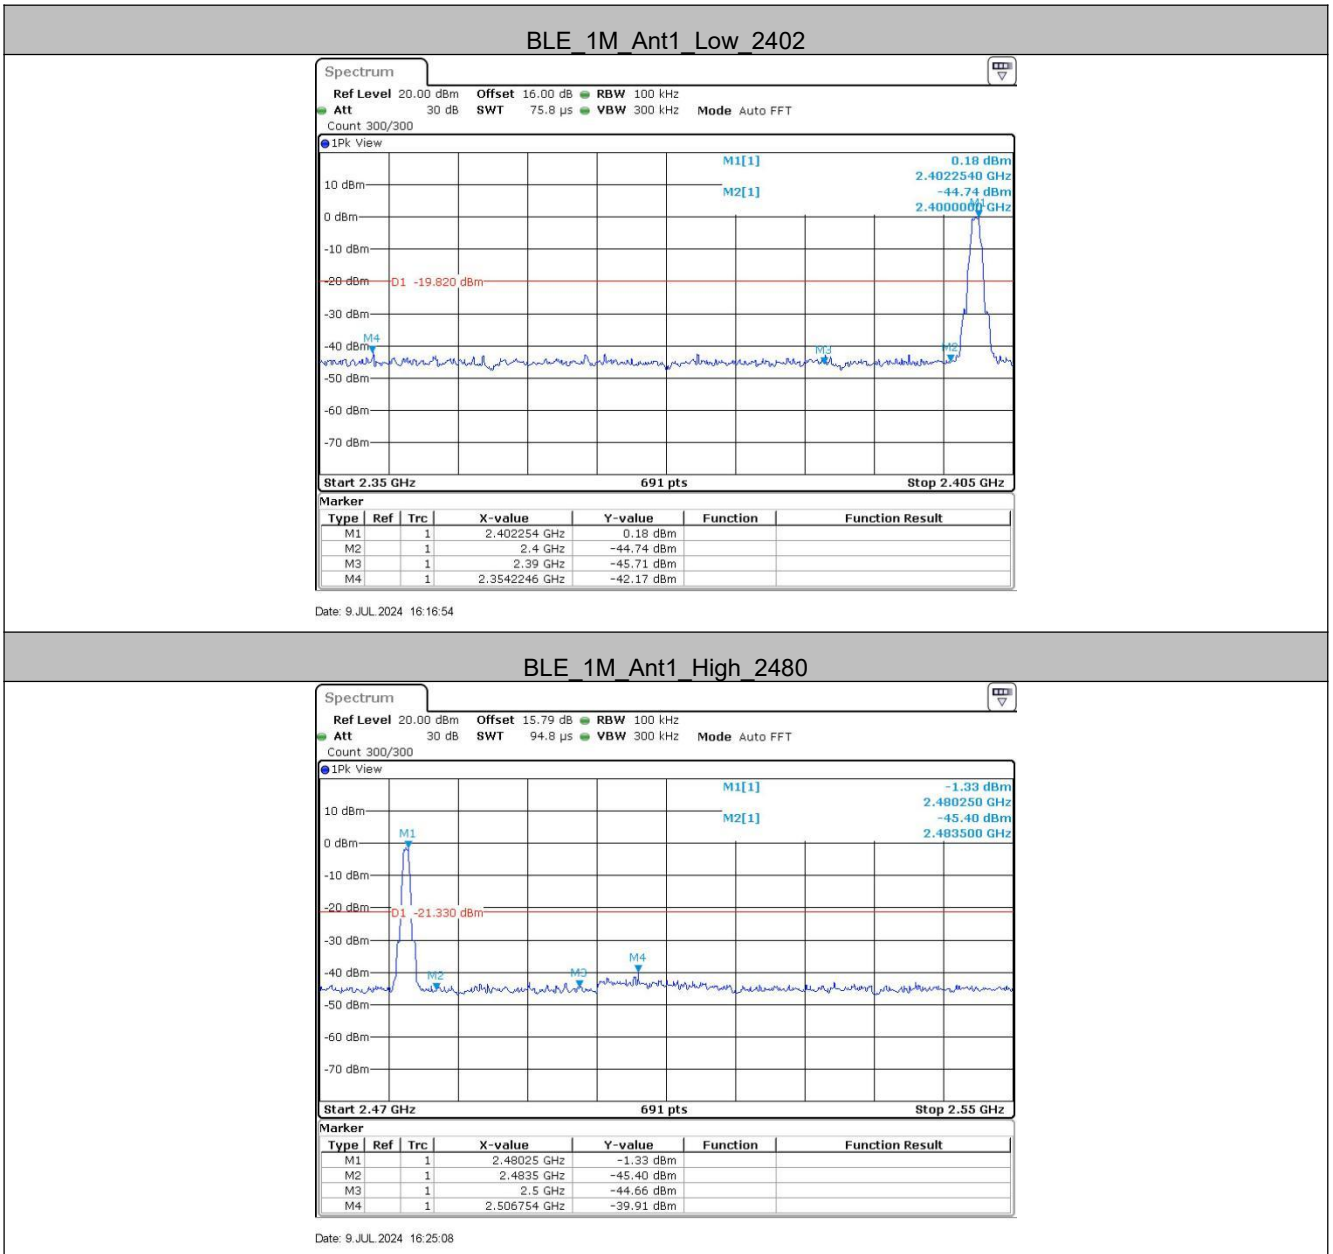 BLE_1M_Ant1_Low_2402
Spectrum
Ref Level 20.00 dBm Offset 16.00 dB RBW 100 kHz
Att 30 dB SWT 75.8 µs VBW 300 kHz Mode Auto FFT
Count 300/300
1Pk View
M1[1] 0.18 dBm
2.4022540 GHz
10 dBm
M2[1] -44.74 dBm
2.4000000 GHz
M1
0 dBm
-10 dBm
-20 dBm
D1 -19.820 dBm
-30 dBm
M4
-40 dBm
M3
M2
-50 dBm
-60 dBm
-70 dBm
Start 2.35 GHz 691 pts Stop 2.405 GHz
Marker
Type Ref Trc X-value Y-value Function Function Result
M1 1 2.402254 GHz 0.18 dBm
M2 1 2.4 GHz -44.74 dBm
M3 1 2.39 GHz -45.71 dBm
M4 1 2.3542246 GHz -42.17 dBm
Date: 9.JUL.2024 16:16:54
BLE_1M_Ant1_High_2480
Spectrum
Ref Level 20.00 dBm Offset 15.79 dB RBW 100 kHz
Att 30 dB SWT 94.8 µs VBW 300 kHz Mode Auto FFT
Count 300/300
1Pk View
M1[1] -1.33 dBm
2.480250 GHz
10 dBm
M2[1] -45.40 dBm
2.483500 GHz
M1
0 dBm
-10 dBm
-20 dBm
D1 -21.330 dBm
-30 dBm
M4
-40 dBm
M2
M3
-50 dBm
-60 dBm
-70 dBm
Start 2.47 GHz 691 pts Stop 2.55 GHz
Marker
Type Ref Trc X-value Y-value Function Function Result
M1 1 2.48025 GHz -1.33 dBm
M2 1 2.4835 GHz -45.40 dBm
M3 1 2.5 GHz -44.66 dBm
M4 1 2.506754 GHz -39.91 dBm
Date: 9.JUL.2024 16:25:08